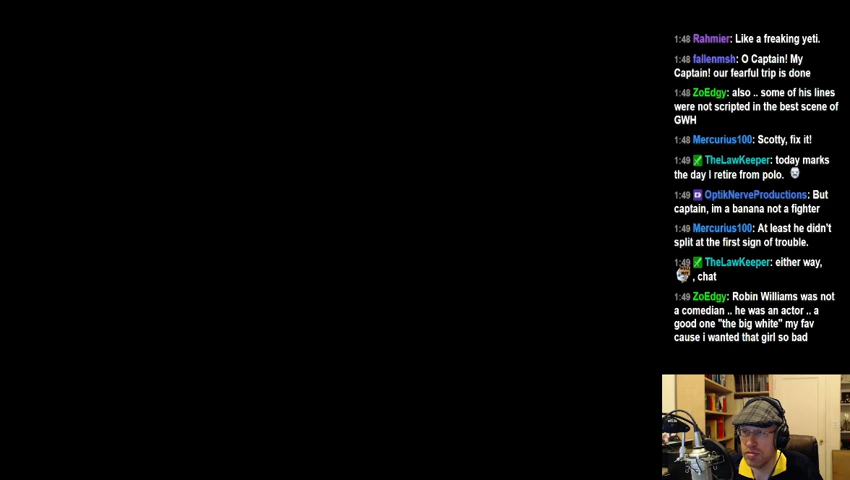 1:48 Rahmier: Like a freaking yeti.
1:48 fallenmsh: O Captain! My
Captain! our fearful trip is done
1:48 ZoEdgy: also .. some of his lines
were not scripted in the best scene of
GWH
1:48 Mercurius100: Scotty, fix it!
1:49 TheLawKeeper: today marks
the day I retire from polo.
1:49 OptikNerveProductions: But
captain, im a banana not a fighter
1:49 Mercurius100: At least he didn't
split at the first sign of trouble.
1:49 TheLawKeeper: either way,
, chat
1:49 ZoEdgy: Robin Williams was not
a comedian .. he was an actor .. a
good one "the big white" my fav
cause i wanted that girl so bad